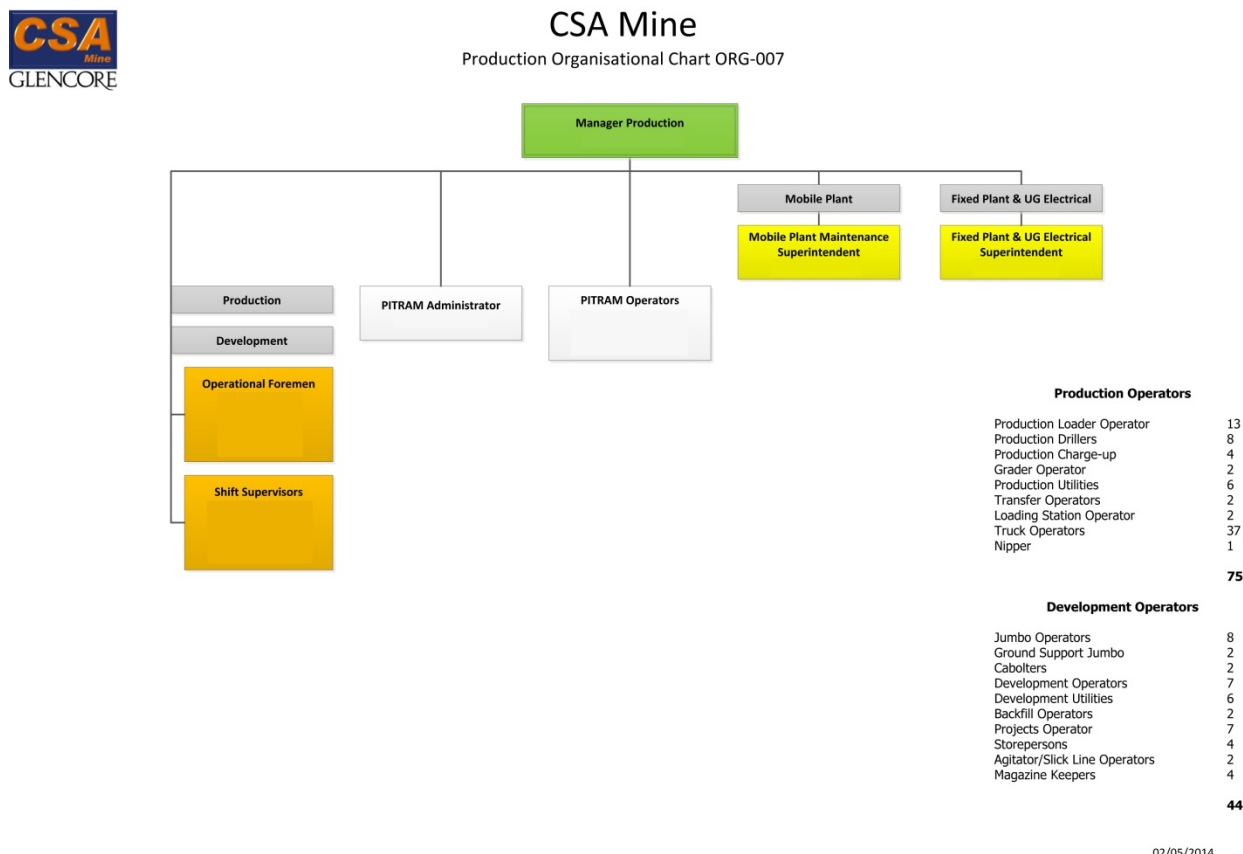 CSA
Mine
GLENCORE
CSA Mine
Production Organisational Chart ORG-007
Manager Production
Mobile Plant
Fixed Plant & UG Electrical
Mobile Plant Maintenance
Superintendent
Fixed Plant & UG Electrical
Superintendent
Production
PITRAM Administrator
PITRAM Operators
Development
Operational Foremen
Shift Supervisors
Production Operators
Production Loader Operator 13
Production Drillers 8
Production Charge-up 4
Grader Operator 2
Production Utilities 6
Transfer Operators 2
Loading Station Operator 2
Truck Operators 37
Nipper 1
75
Development Operators
Jumbo Operators 8
Ground Support Jumbo 2
Cabolters 2
Development Operators 7
Development Utilities 6
Backfill Operators 2
Projects Operator 7
Storepersons 4
Agitator/Slick Line Operators 2
Magazine Keepers 4
44
02/05/2014